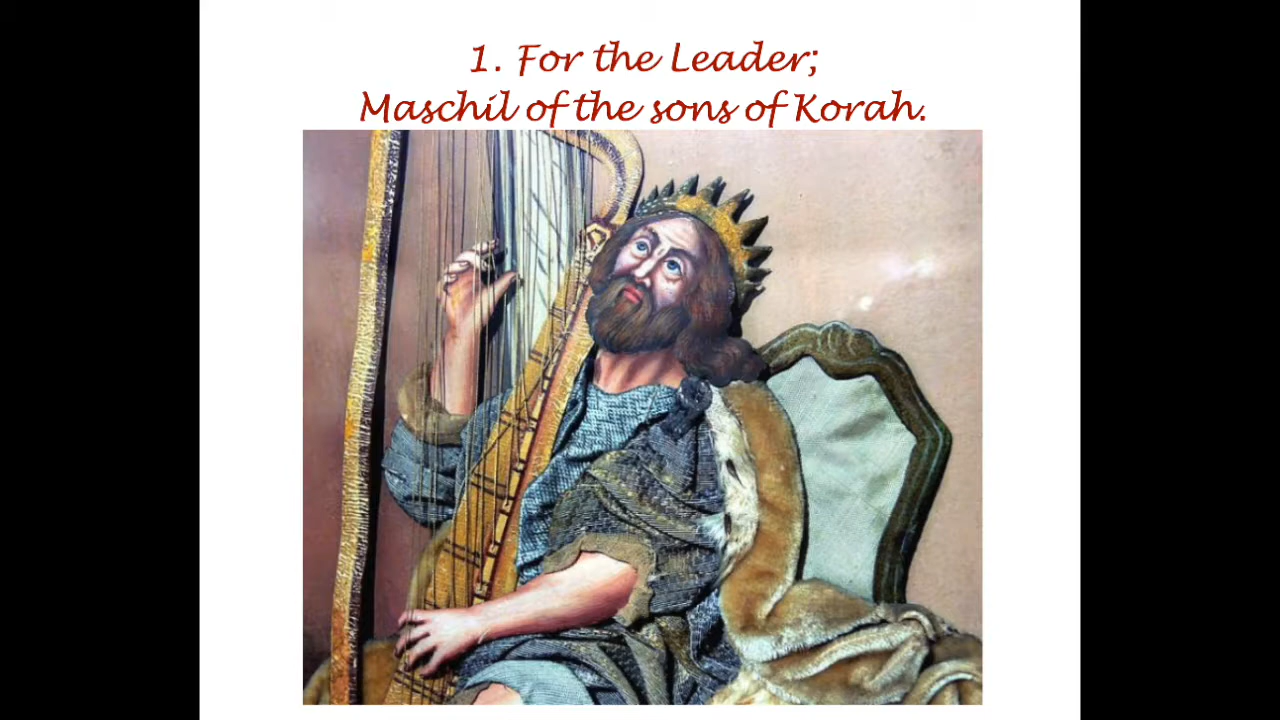 1. For the Leader;
Maschil of the sons of Korah.